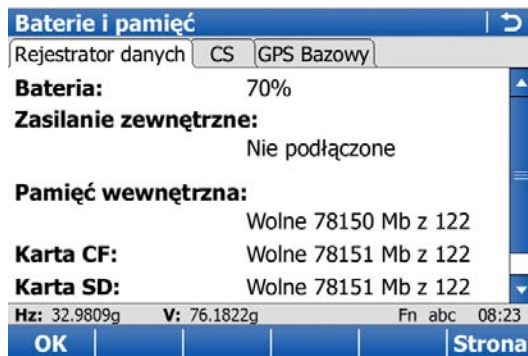 Baterie i pamięć
Rejestrator danych CS GPS Bazowy
Bateria: 70%
Zasilanie zewnętrzne:
Nie podłączone
Pamięć wewnętrzna:
Wolne 78150 Mb z 122
Karta CF: Wolne 78151 Mb z 122
Karta SD: Wolne 78151 Mb z 122
Hz: 32.9809g V: 76.1822g Fn abc 08:23
OK Strona